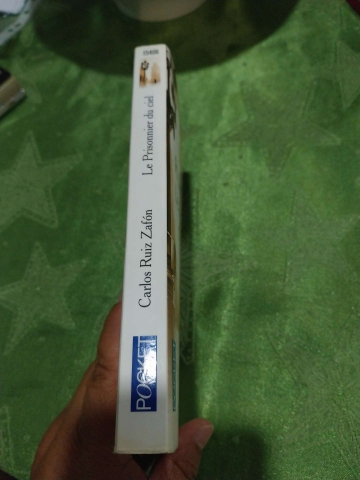 Le Prisonnier du ciel
Carlos Ruiz Zafón
POCKET